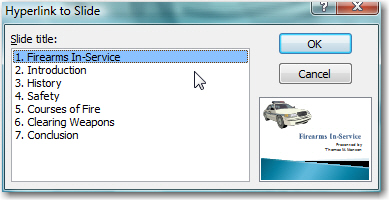 Hyperlink to Slide
Slide title:
1. Firearms In-Service
2. Introduction
3. History
4. Safety
5. Courses of Fire
6. Clearing Weapons
7. Conclusion
OK
Cancel
Firearms In-Service
Presented by